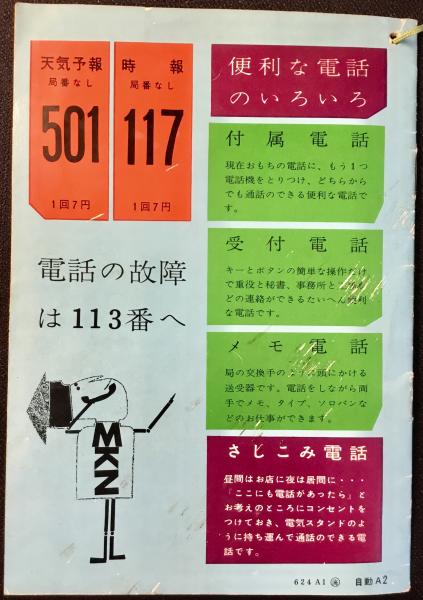 天気予報
局番なし
501
1回7円
時報
局番なし
117
1回7円
電話の故障
は113番へ
MKZ
便利な電話
のいろいろ
付属電話
現在おもちの電話に、もう1つ
電話機をとりつけ、どちらから
でも通話のできる便利な電話で
す。
受付電話
キーとボタンの簡単な操作だけ
で重役と秘書、事務所と
どの連絡ができるたいへん便利
な電話です。
メモ電話
局の交換手のように頭にかける
送受器です。電話をしながら両
手でメモ、タイプ、ソロバンな
どのお仕事ができます。
さしこみ電話
昼間はお店に夜は居間に・・・
「ここにも電話があったら」と
お考えのところにコンセントを
つけておき、電気スタンドのよ
うに持ち運んで通話のできる電
話です。
624A1 自動A2